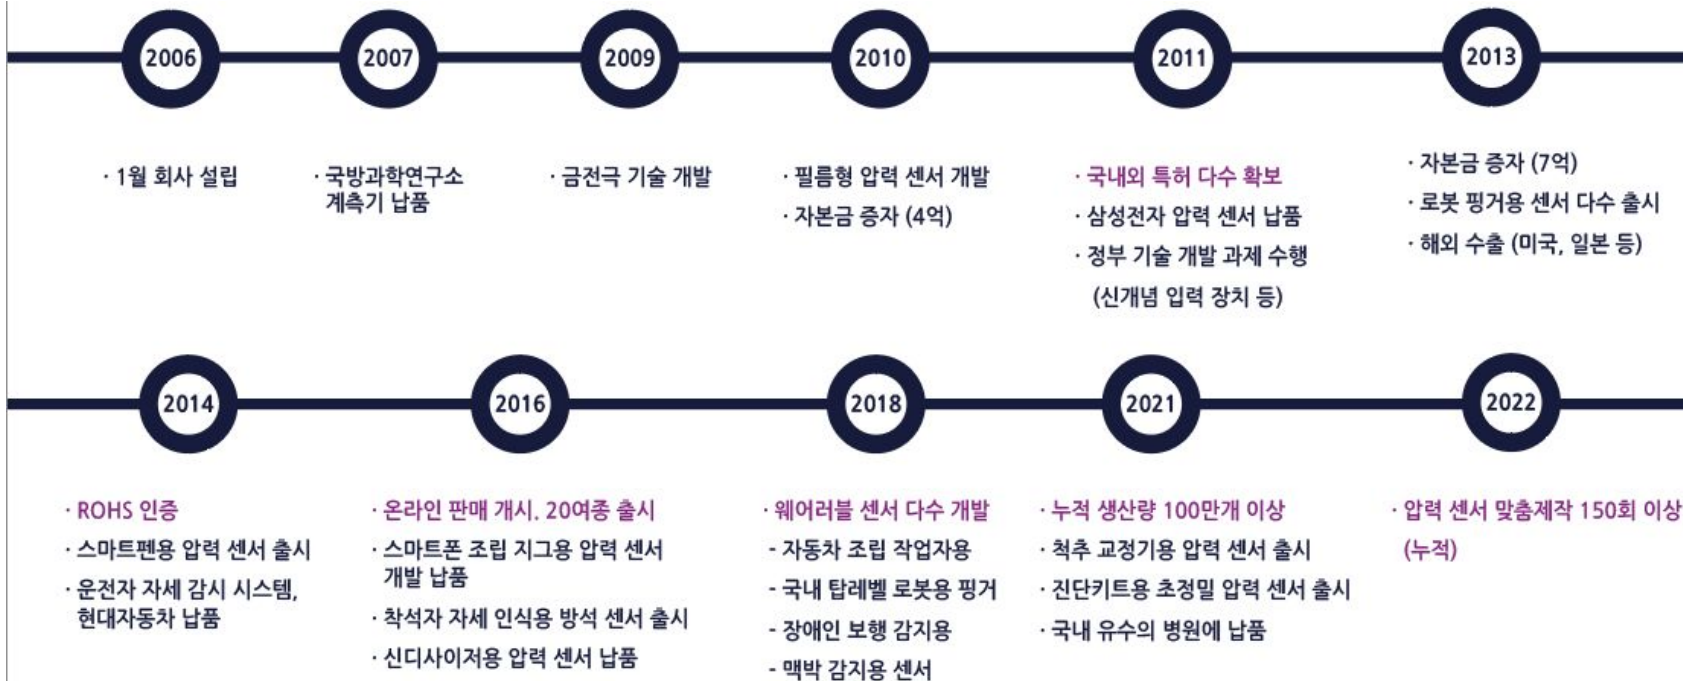 2006
2007
2009
2010
2011
2013
· 1월 회사 설립
· 국방과학연구소
계측기 납품
· 금전극 기술 개발
· 필름형 압력 센서 개발
· 자본금 증자 (4억)
· 국내외 특허 다수 확보
· 삼성전자 압력 센서 납품
· 정부 기술 개발 과제 수행
(신개념 입력 장치 등)
· 자본금 증자 (7억)
· 로봇 핑거용 센서 다수 출시
· 해외 수출 (미국, 일본 등)
2014
2016
2018
2021
2022
· ROHS 인증
· 스마트펜용 압력 센서 출시
· 운전자 자세 감시 시스템,
현대자동차 납품
· 온라인 판매 개시. 20여종 출시
· 스마트폰 조립 지그용 압력 센서
개발 납품
· 착석자 자세 인식용 방석 센서 출시
· 신디사이저용 압력 센서 납품
· 웨어러블 센서 다수 개발
- 자동차 조립 작업자용
- 국내 탑레벨 로봇용 핑거
- 장애인 보행 감지용
- 맥박 감지용 센서
· 누적 생산량 100만개 이상
· 척추 교정기용 압력 센서 출시
· 진단키트용 초정밀 압력 센서 출시
· 국내 유수의 병원에 납품
· 압력 센서 맞춤제작 150회 이상
(누적)